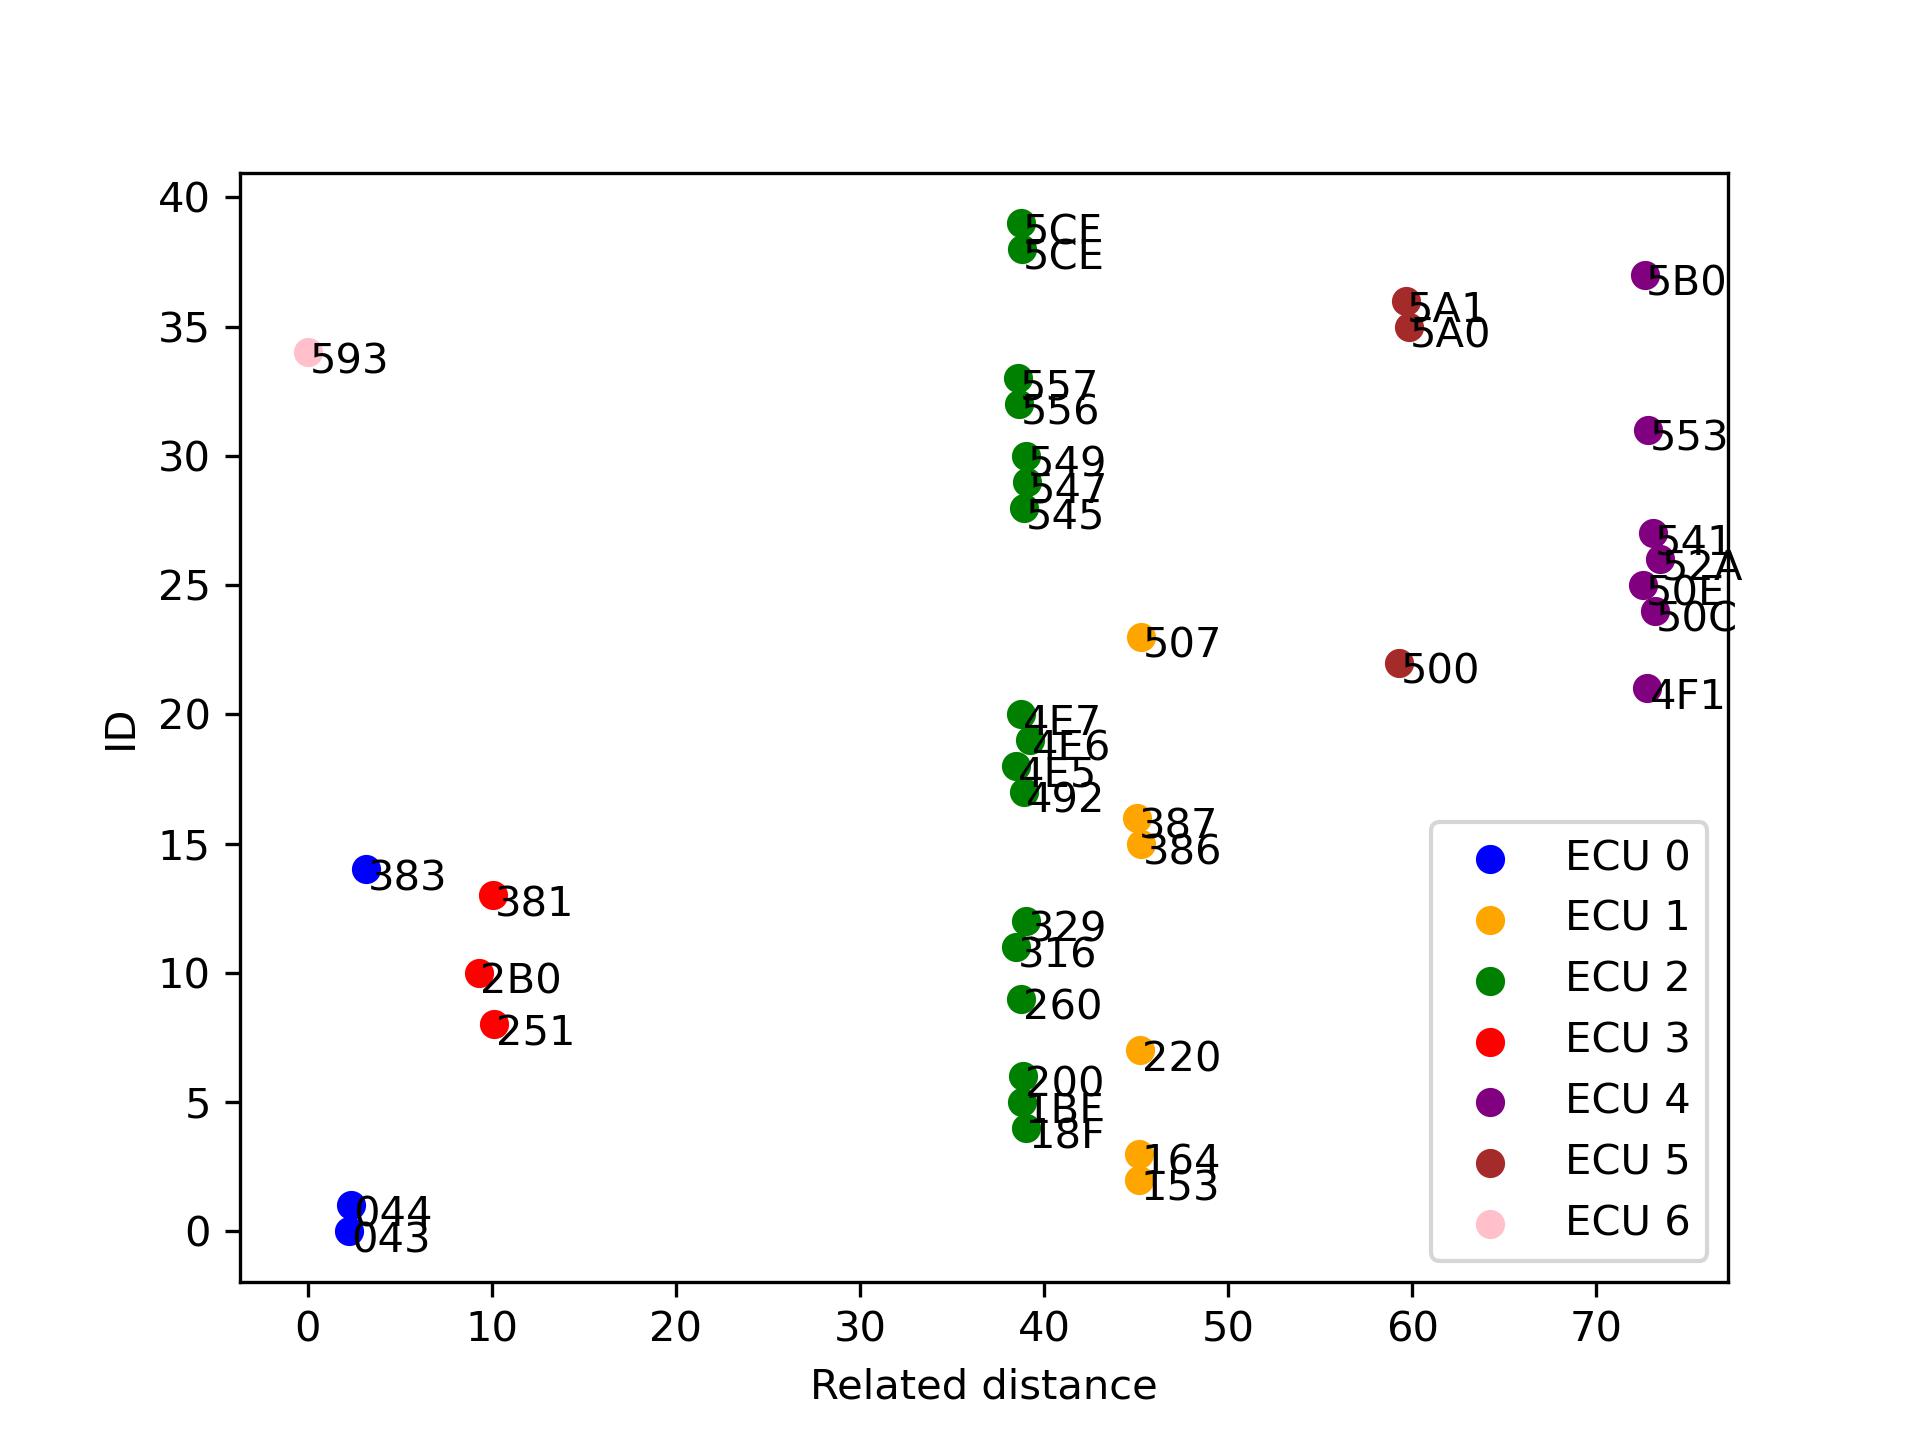 40
5CE
5CE
5B0
5A1
35
5A0
593
557
556
553
30
549
547
545
541
52A
25
50E
50C
507
500
4F1
20
4E7
4E6
4E5
492
387
15
386
383
381
329
316
10
2B0
260
251
220
200
5
1BE
18F
164
153
044
0
043
ID
ECU 0
ECU 1
ECU 2
ECU 3
ECU 4
ECU 5
ECU 6
0 10 20 30 40 50 60 70
Related distance